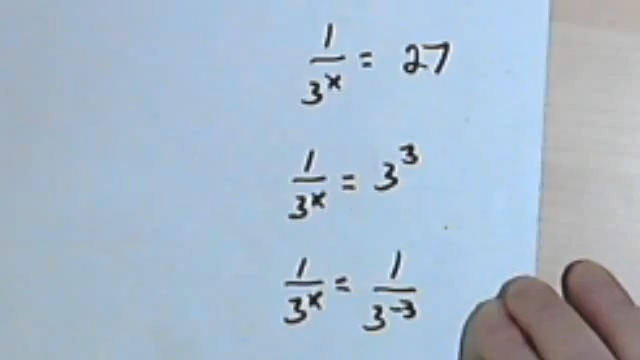 1/3^x = 27
1/3^x = 3^3
1/3^x = 1/3^-3